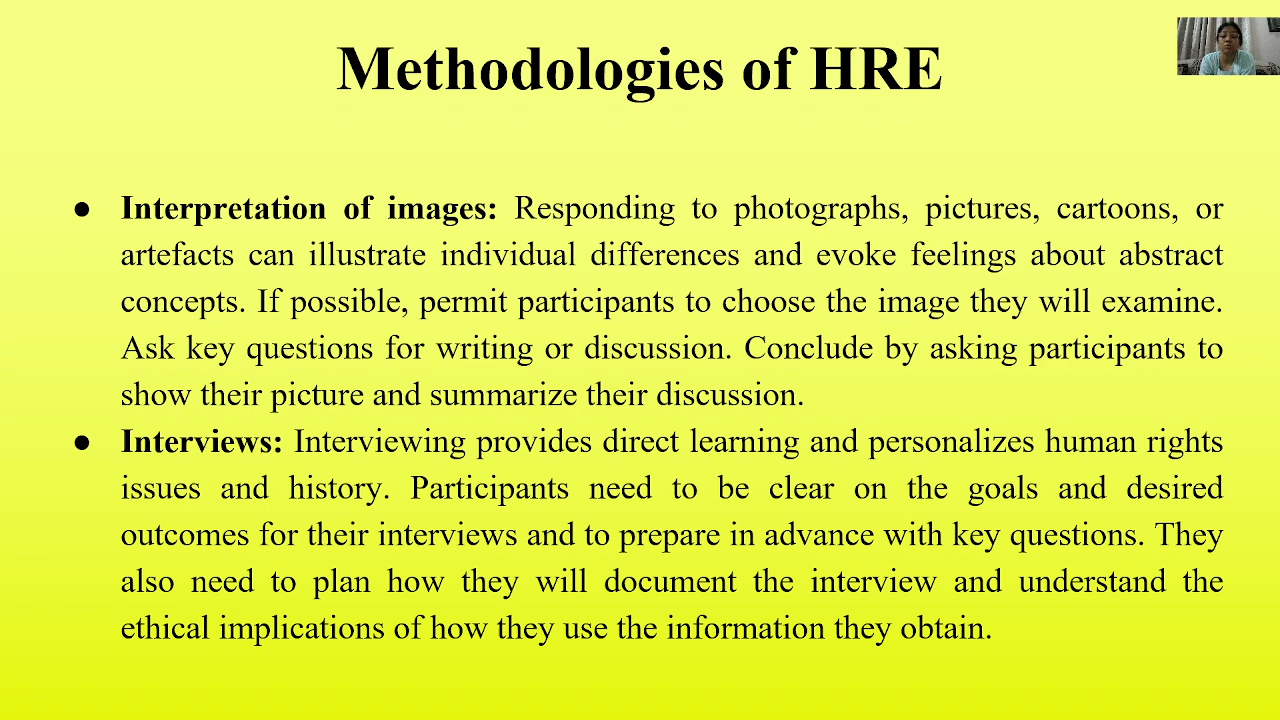 Methodologies of HRE
● Interpretation of images: Responding to photographs, pictures, cartoons, or
artefacts can illustrate individual differences and evoke feelings about abstract
concepts. If possible, permit participants to choose the image they will examine.
Ask key questions for writing or discussion. Conclude by asking participants to
show their picture and summarize their discussion.
● Interviews: Interviewing provides direct learning and personalizes human rights
issues and history. Participants need to be clear on the goals and desired
outcomes for their interviews and to prepare in advance with key questions. They
also need to plan how they will document the interview and understand the
ethical implications of how they use the information they obtain.